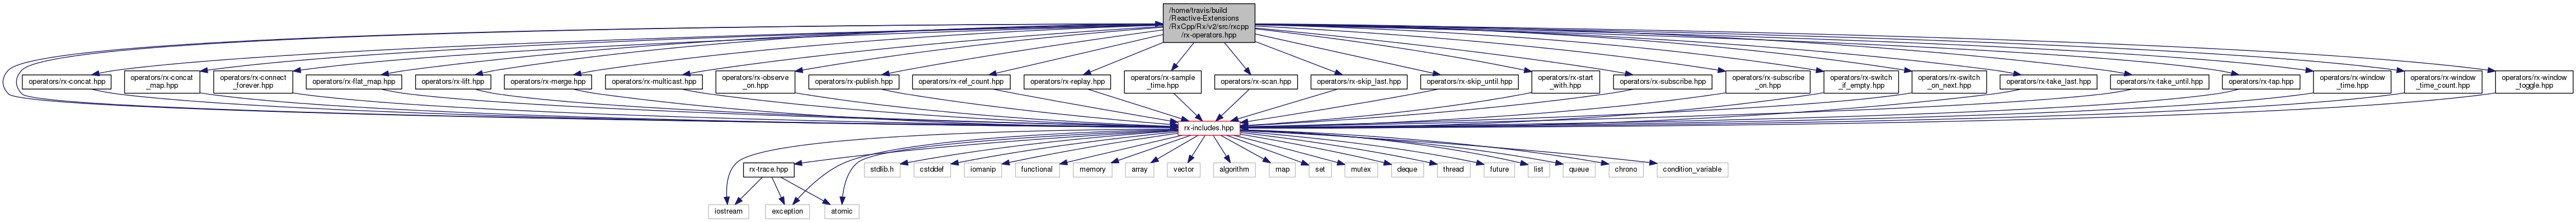 /home/travis/build
/Reactive-Extensions
/RxCpp/Rx/v2/src/rxcpp
/rx-operators.hpp
operators/rx-concat.hpp
operators/rx-concat
_map.hpp
operators/rx-connect
_forever.hpp
operators/rx-flat_map.hpp
operators/rx-lift.hpp
operators/rx-merge.hpp
operators/rx-multicast.hpp
operators/rx-observe
_on.hpp
operators/rx-publish.hpp
operators/rx-ref_count.hpp
operators/rx-replay.hpp
operators/rx-sample
_time.hpp
operators/rx-scan.hpp
operators/rx-skip_last.hpp
operators/rx-skip_until.hpp
operators/rx-start
_with.hpp
operators/rx-subscribe.hpp
operators/rx-subscribe
_on.hpp
operators/rx-switch
_if_empty.hpp
operators/rx-switch
_on_next.hpp
operators/rx-take_last.hpp
operators/rx-take_until.hpp
operators/rx-tap.hpp
operators/rx-window
_time.hpp
operators/rx-window
_time_count.hpp
operators/rx-window
_toggle.hpp
rx-includes.hpp
rx-trace.hpp
stdlib.h
cstddef
iomanip
functional
memory
array
vector
algorithm
map
set
mutex
deque
thread
future
list
queue
chrono
condition_variable
iostream
exception
atomic